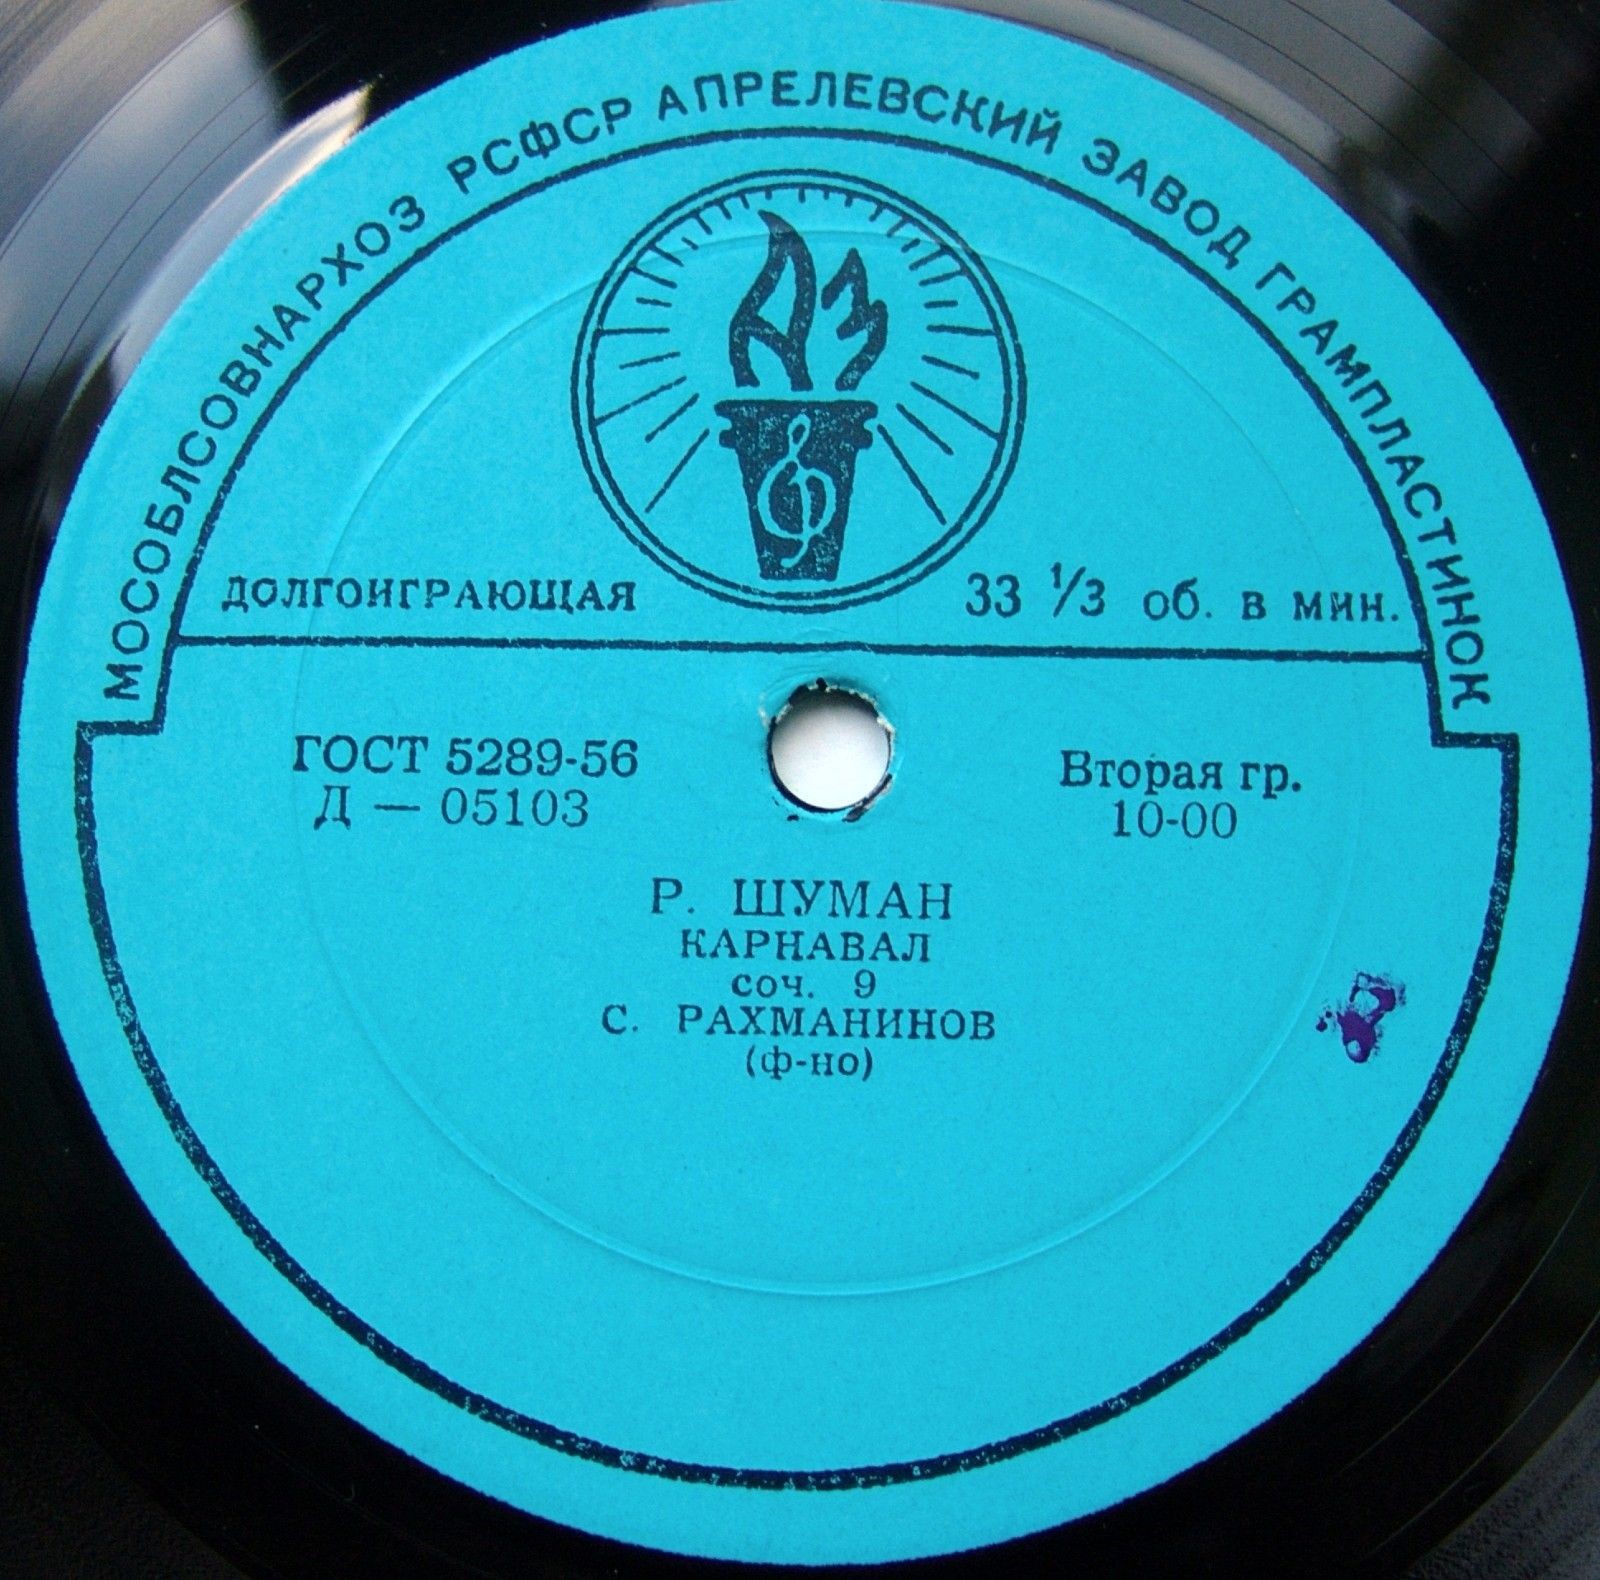 МОСОБЛСОВНАРХОЗ РСФСР АПРЕЛЕВСКИЙ ЗАВОД ГРАМПЛАСТИНОК
АЗ
ДОЛГОИГРАЮЩАЯ 33 1/3 об. в мин.
ГОСТ 5289-56 Вторая гр.
Д — 05103 10-00
Р. ШУМАН
КАРНАВАЛ
соч. 9
С. РАХМАНИНОВ
(ф-но)